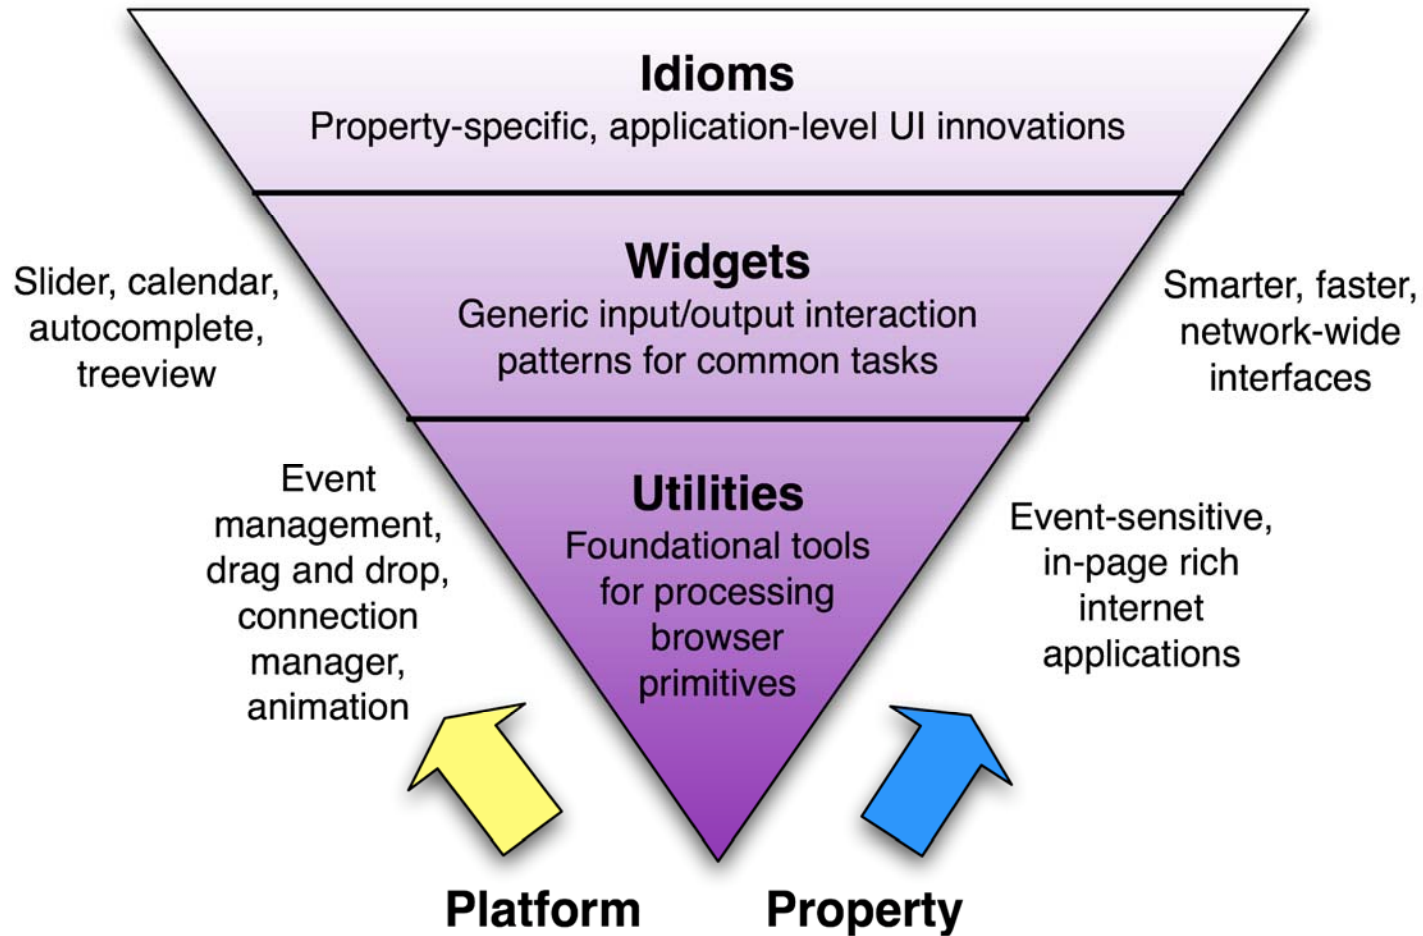 Idioms
Property-specific, application-level UI innovations
Widgets
Generic input/output interaction
patterns for common tasks
Slider, calendar,
autocomplete,
treeview
Smarter, faster,
network-wide
interfaces
Utilities
Foundational tools
for processing
browser
primitives
Event
management,
drag and drop,
connection
manager,
animation
Event-sensitive,
in-page rich
internet
applications
Platform
Property